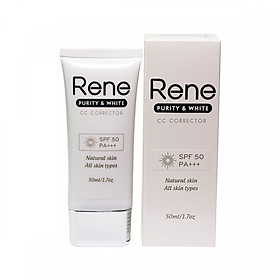 Rene
PURITY & WHITE
CC CORRECTOR
SPF 50
PA+++
Natural skin
All skin types
50ml/1.7oz
Rene
PURITY & WHITE
CC CORRECTOR
SPF 50
PA+++
Natural skin
All skin types
50ml/1.7oz